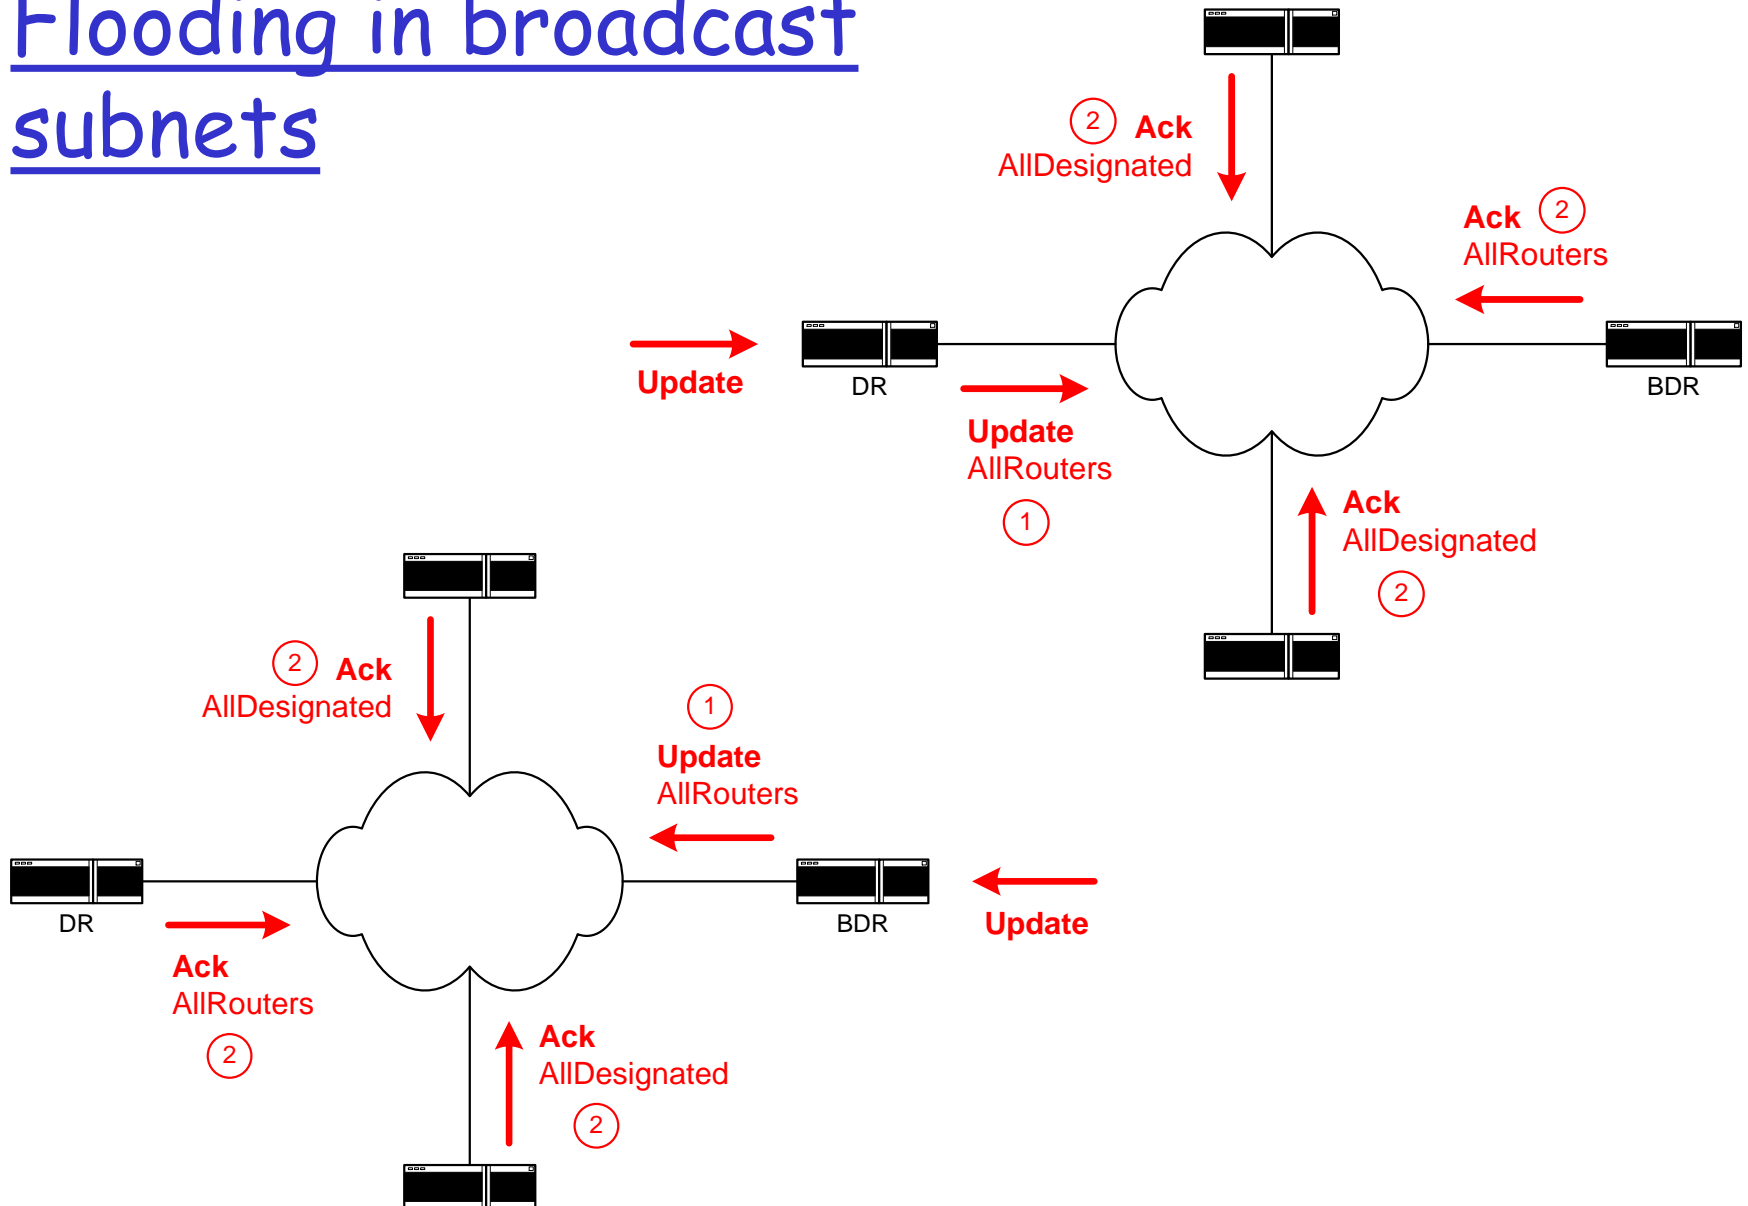 Flooding in broadcast
subnets
2 Ack
AllDesignated
Ack 2
AllRouters
Update
DR
BDR
Update
AllRouters
1
Ack
AllDesignated
2
2 Ack
AllDesignated
1
Update
AllRouters
DR
BDR
Update
Ack
AllRouters
2
Ack
AllDesignated
2